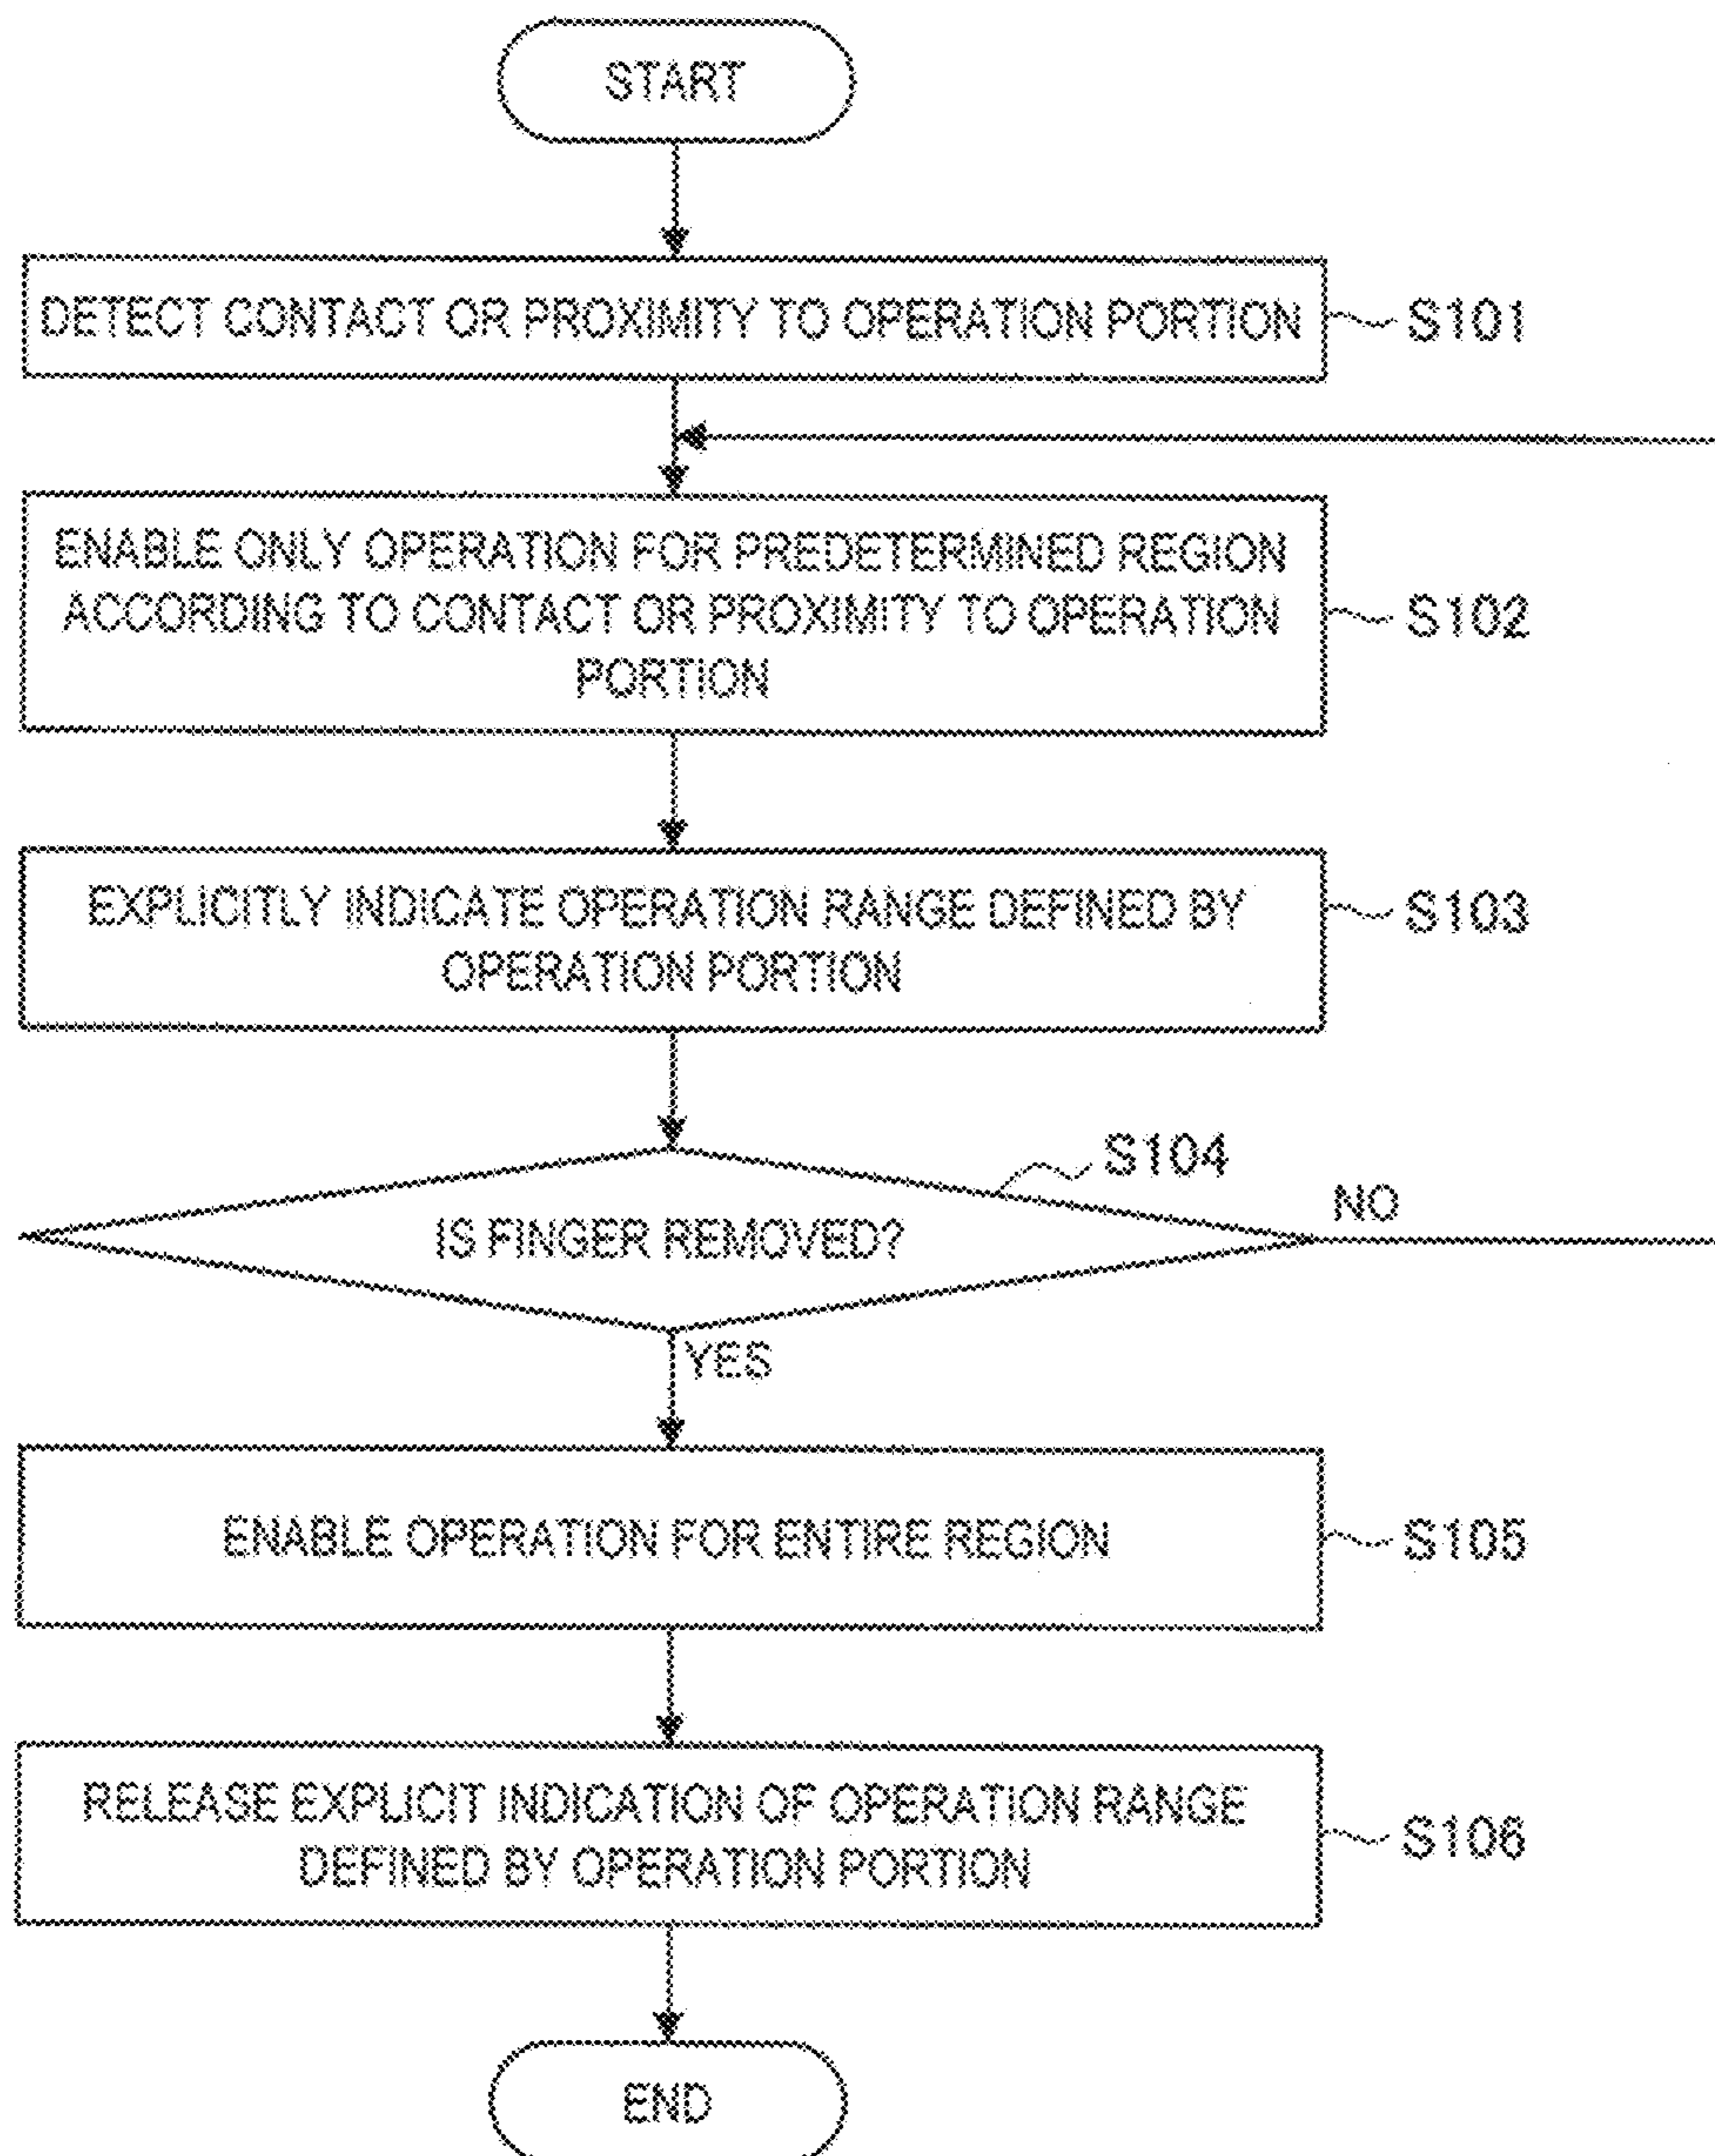 START
DETECT CONTACT OR PROXIMITY TO OPERATION PORTION
S101
ENABLE ONLY OPERATION FOR PREDETERMINED REGION
ACCORDING TO CONTACT OR PROXIMITY TO OPERATION
PORTION
S102
EXPLICITLY INDICATE OPERATION RANGE DEFINED BY
OPERATION PORTION
S103
S104
IS FINGER REMOVED?
NO
YES
ENABLE OPERATION FOR ENTIRE REGION
S105
RELEASE EXPLICIT INDICATION OF OPERATION RANGE
DEFINED BY OPERATION PORTION
S106
END